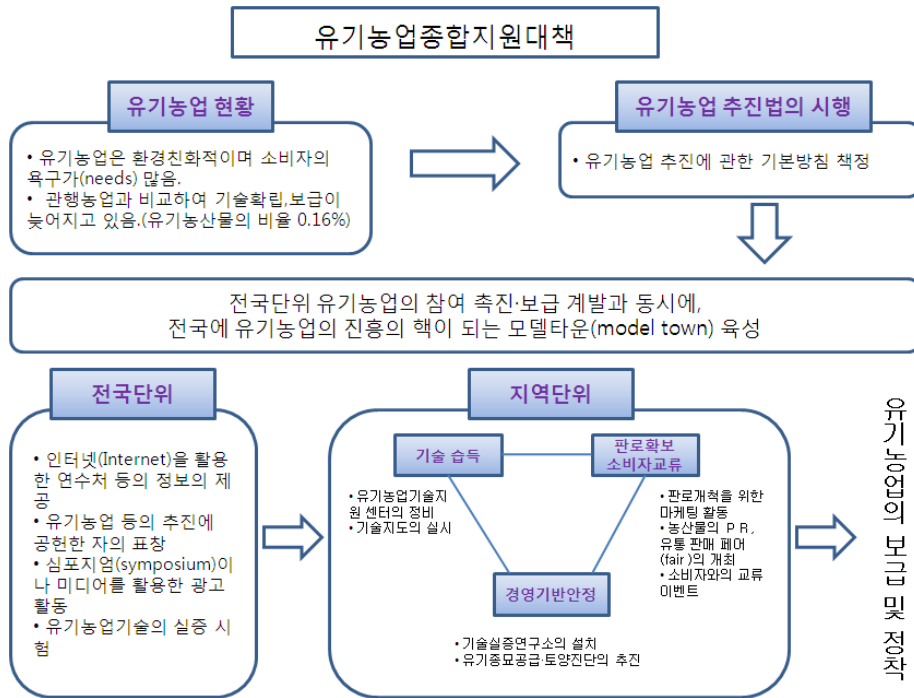 유기농업종합지원대책
유기농업 현황
• 유기농업은 환경친화적이며 소비자의
욕구가(needs) 많음.
• 관행농업과 비교하여 기술확립,보급이
늦어지고 있음.(유기농산물의 비율 0.16%)
유기농업 추진법의 시행
• 유기농업 추진에 관한 기본방침 책정
전국단위 유기농업의 참여 촉진·보급 계발과 동시에,
전국에 유기농업의 진흥의 핵이 되는 모델타운(model town) 육성
전국단위
• 인터넷(Internet)을 활용
한 연수처 등의 정보의 제
공
• 유기농업 등의 추진에
공헌한 자의 표창
• 심포지엄(symposium)이
나 미디어를 활용한 광고
활동
• 유기농업기술의 실증 시
험
지역단위
기술 습득
• 유기농업기술지
원 센터의 정비
• 기술지도의 실시
판로확보
소비자교류
• 판로개척을 위한
마케팅 활동
• 농산물의 P R,
유통 판매 페어
(fair)의 개최
• 소비자와의 교류
이벤트
경영기반안정
• 기술실증연구소의 설치
• 유기종묘공급·토양진단의 추진
유기농업의 보급 및 정착